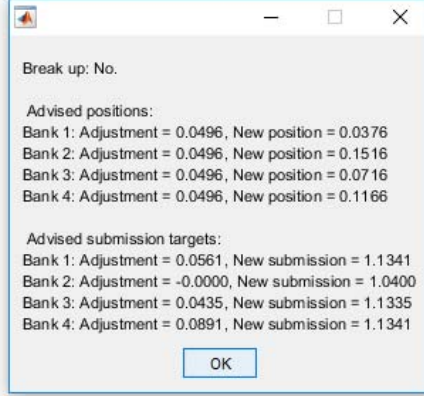 Break up: No.
Advised positions:
Bank 1: Adjustment = 0.0496, New position = 0.0376
Bank 2: Adjustment = 0.0496, New position = 0.1516
Bank 3: Adjustment = 0.0496, New position = 0.0716
Bank 4: Adjustment = 0.0496, New position = 0.1166
Advised submission targets:
Bank 1: Adjustment = 0.0561, New submission = 1.1341
Bank 2: Adjustment = -0.0000, New submission = 1.0400
Bank 3: Adjustment = 0.0435, New submission = 1.1335
Bank 4: Adjustment = 0.0891, New submission = 1.1341
OK